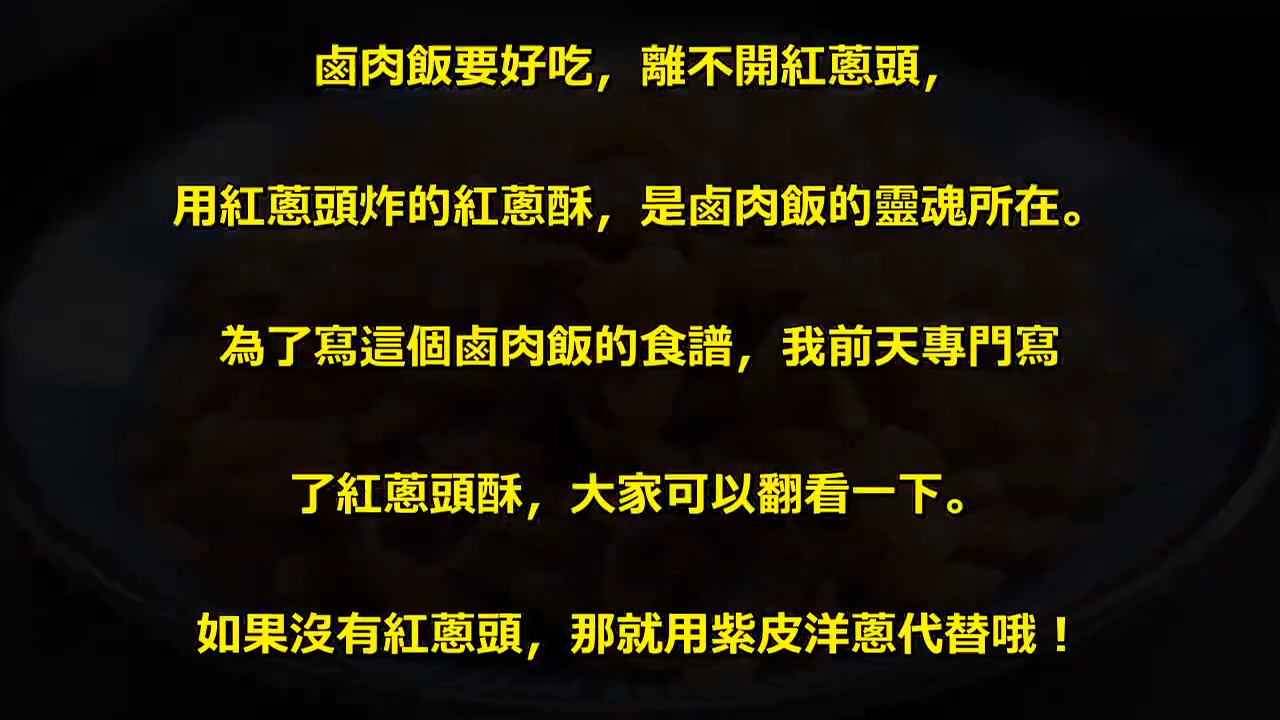 鹵肉飯要好吃，離不開紅蔥頭，
用紅蔥頭炸的紅蔥酥，是鹵肉飯的靈魂所在。
為了寫這個鹵肉飯的食譜，我前天專門寫
了紅蔥頭酥，大家可以翻看一下。
如果沒有紅蔥頭，那就用紫皮洋蔥代替哦！